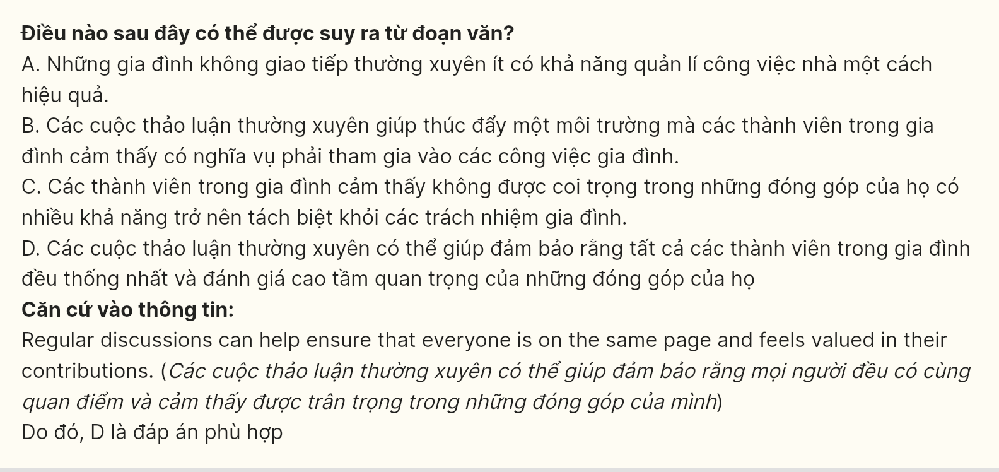 Điều nào sau đây có thể được suy ra từ đoạn văn?
A. Những gia đình không giao tiếp thường xuyên ít có khả năng quản lí công việc nhà một cách
hiệu quả.
B. Các cuộc thảo luận thường xuyên giúp thúc đẩy một môi trường mà các thành viên trong gia
đình cảm thấy có nghĩa vụ phải tham gia vào các công việc gia đình.
C. Các thành viên trong gia đình cảm thấy không được coi trọng trong những đóng góp của họ có
nhiều khả năng trở nên tách biệt khỏi các trách nhiệm gia đình.
D. Các cuộc thảo luận thường xuyên có thể giúp đảm bảo rằng tất cả các thành viên trong gia đình
đều thống nhất và đánh giá cao tầm quan trọng của những đóng góp của họ
Căn cứ vào thông tin:
Regular discussions can help ensure that everyone is on the same page and feels valued in their
contributions. (Các cuộc thảo luận thường xuyên có thể giúp đảm bảo rằng mọi người đều có cùng
quan điểm và cảm thấy được trân trọng trong những đóng góp của mình)
Do đó, D là đáp án phù hợp